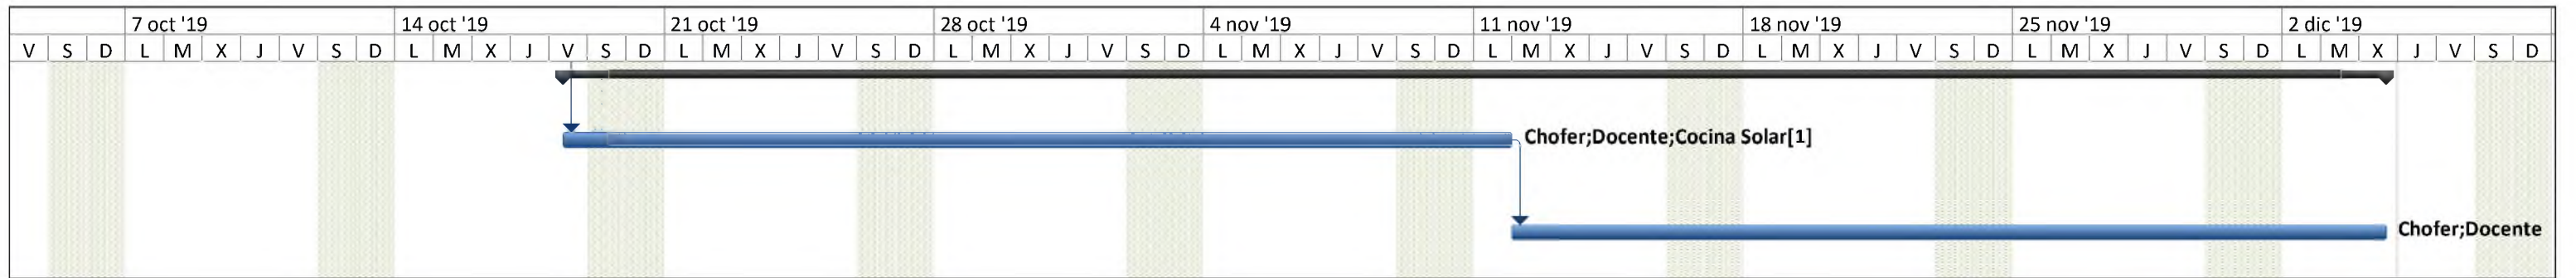 7 oct '19 14 oct '19 21 oct '19 28 oct '19 4 nov '19 11 nov '19 18 nov '19 25 nov '19 2 dic '19
V S D L M X J V S D L M X J V S D L M X J V S D L M X J V S D L M X J V S D L M X J V S D L M X J V S D L M X J V S D L M X J V S D
Chofer;Docente;Cocina Solar[1]
Chofer;Docente